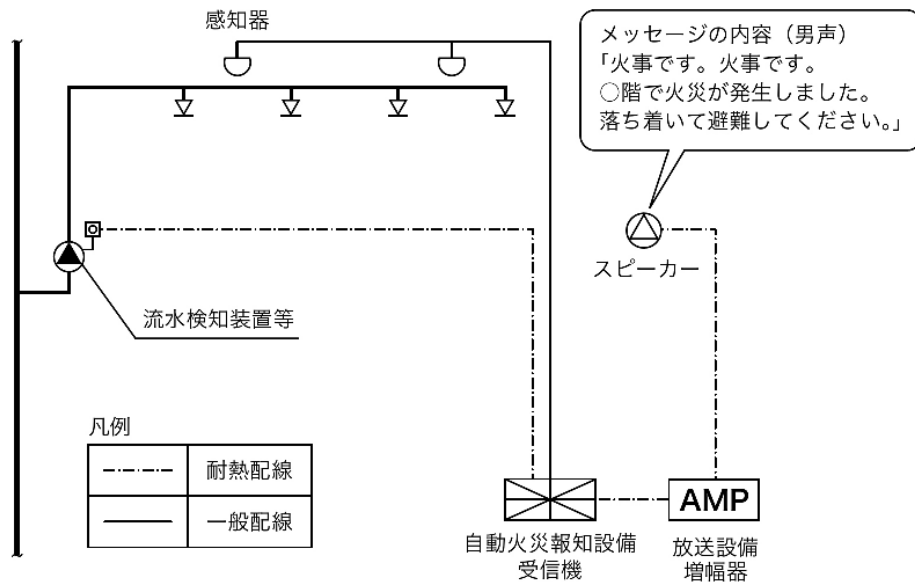 感知器
メッセージの内容（男声）
「火事です。火事です。
○階で火災が発生しました。
落ち着いて避難してください。」
スピーカー
流水検知装置等
凡例
耐熱配線
一般配線
AMP
自動火災報知設備
受信機
放送設備
増幅器